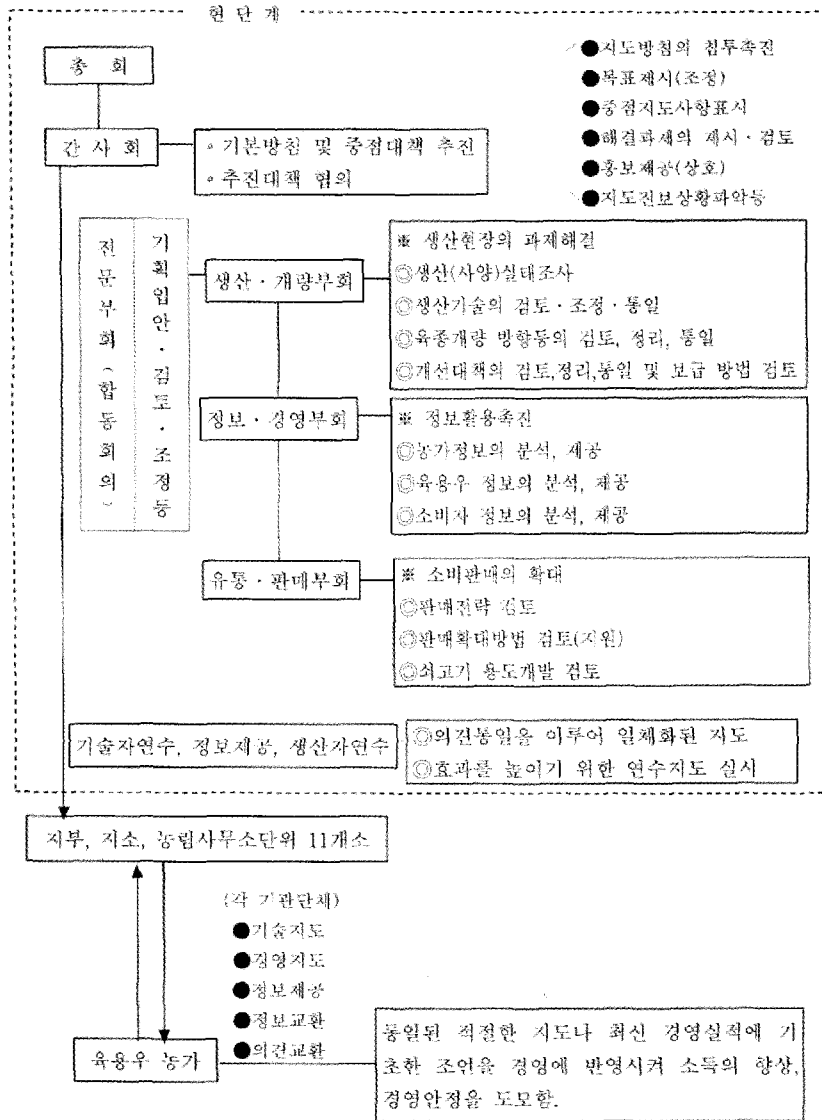 현 단 계
총 회
●지도방침의 침투촉진
●목표제시(조정)
●중점지도사항표시
●해결과제의 제시·검토
●홍보제공(상호)
●지도진보상황파악등
간 사 회
◦기본방침 및 중점대책 추진
◦추진대책 협의
전문부회(합동회의)
기획입안·검토·조정등
생산·개량부회
※ 생산현장의 과제해결
◎생산(사양)실태조사
◎생산기술의 검토·조정·통일
◎육종개량 방향등의 검토, 정리, 통일
◎개선대책의 검토,정리,통일 및 보급 방법 검토
정보·경영부회
※ 정보활용촉진
◎농가정보의 분석, 제공
◎육용우 정보의 분석, 제공
◎소비자 정보의 분석, 제공
유통·판매부회
※ 소비판매의 확대
◎판매전략 검토
◎판매확대방법 검토(지원)
◎쇠고기 용도개발 검토
기술자연수, 정보제공, 생산자연수
◎의견통일을 이루어 일체화된 지도
◎효과를 높이기 위한 연수지도 실시
지부, 지소, 농림사무소단위 11개소
(각 기관단체)
●기술지도
●경영지도
●정보제공
●정보교환
●의견교환
육용우 농가
통일된 적절한 지도나 최신 경영실적에 기
초한 조언을 경영에 반영시켜 소득의 향상,
경영안정을 도모함.